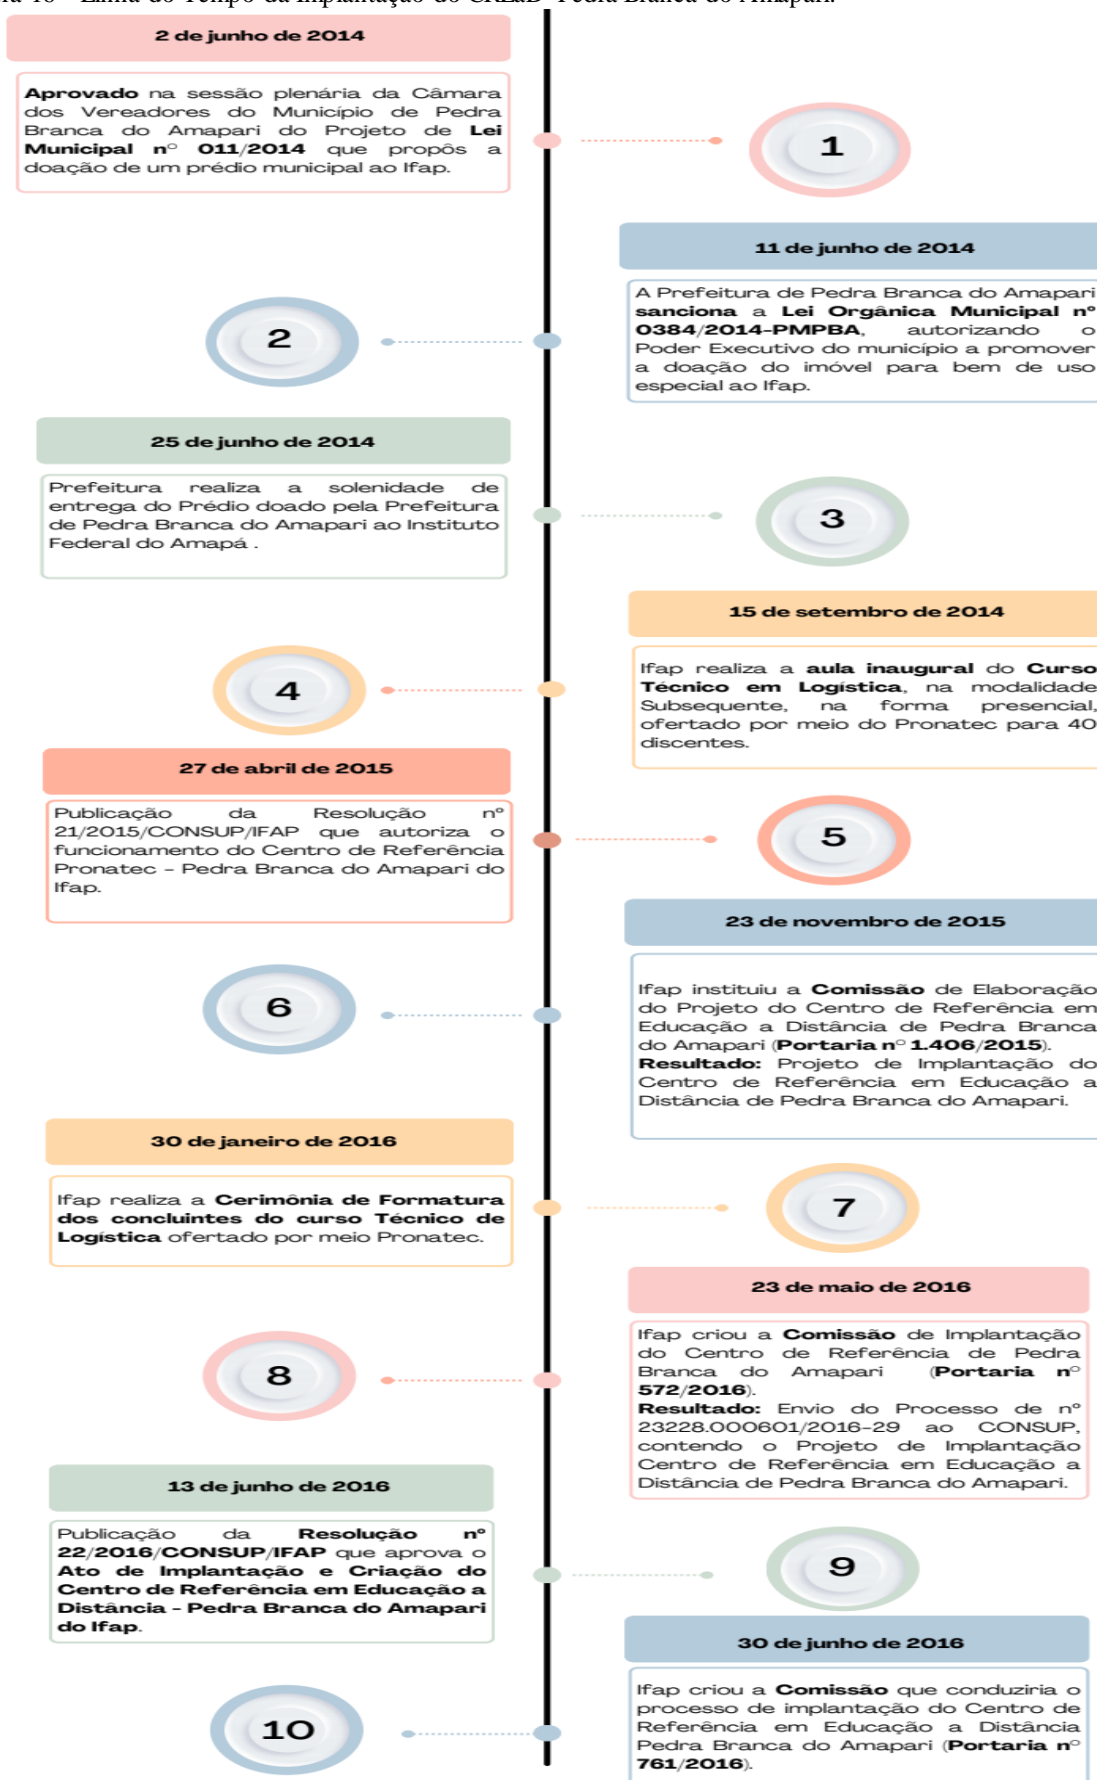 Linha do Tempo da Implantação do CREaD Pedra Branca do Amapari.
2 de junho de 2014
Aprovado na sessão plenária da Câmara
dos Vereadores do Município de Pedra
Branca do Amapari do Projeto de Lei
Municipal nº 011/2014 que propôs a
doação de um prédio municipal ao Ifap.
1
11 de junho de 2014
A Prefeitura de Pedra Branca do Amapari
sanciona a Lei Orgânica Municipal nº
0384/2014-PMPBA, autorizando o
Poder Executivo do município a promover
a doação do imóvel para bem de uso
especial ao Ifap.
2
25 de junho de 2014
Prefeitura realiza a solenidade de
entrega do Prédio doado pela Prefeitura
de Pedra Branca do Amapari ao Instituto
Federal do Amapá .
3
15 de setembro de 2014
Ifap realiza a aula inaugural do Curso
Técnico em Logística, na modalidade
Subsequente, na forma presencial,
ofertado por meio do Pronatec para 40
discentes.
4
27 de abril de 2015
Publicação da Resolução nº
21/2015/CONSUP/IFAP que autoriza o
funcionamento do Centro de Referência
Pronatec - Pedra Branca do Amapari do
Ifap.
5
23 de novembro de 2015
Ifap instituiu a Comissão de Elaboração
do Projeto do Centro de Referência em
Educação a Distância de Pedra Branca
do Amapari (Portaria nº 1.406/2015).
Resultado: Projeto de Implantação do
Centro de Referência em Educação a
Distância de Pedra Branca do Amapari.
6
30 de janeiro de 2016
Ifap realiza a Cerimônia de Formatura
dos concluintes do curso Técnico de
Logística ofertado por meio Pronatec.
7
23 de maio de 2016
Ifap criou a Comissão de Implantação
do Centro de Referência de Pedra
Branca do Amapari (Portaria nº
572/2016).
Resultado: Envio do Processo de nº
23228.000601/2016-29 ao CONSUP,
contendo o Projeto de Implantação
Centro de Referência em Educação a
Distância de Pedra Branca do Amapari.
8
13 de junho de 2016
Publicação da Resolução nº
22/2016/CONSUP/IFAP que aprova o
Ato de Implantação e Criação do
Centro de Referência em Educação a
Distância - Pedra Branca do Amapari
do Ifap.
9
30 de junho de 2016
Ifap criou a Comissão que conduziria o
processo de implantação do Centro de
Referência em Educação a Distância
Pedra Branca do Amapari (Portaria nº
761/2016).
10